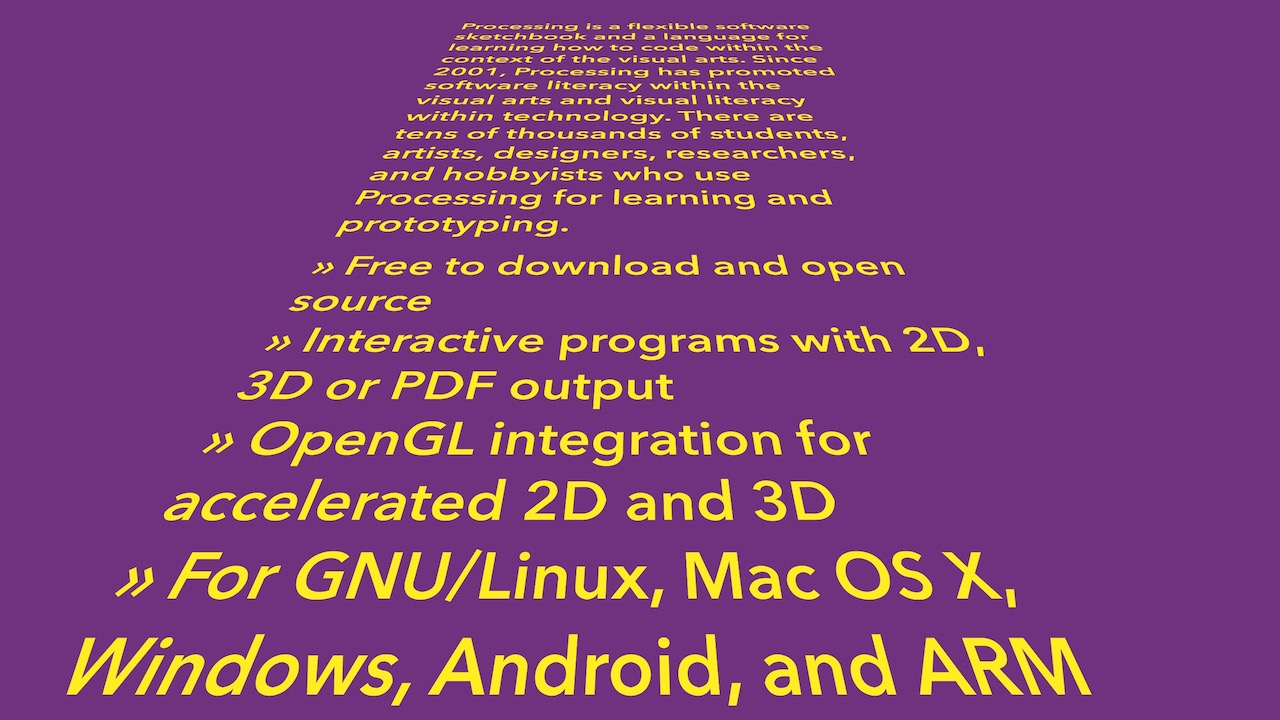 Processing is a flexible software
sketchbook and a language for
learning how to code within the
context of the visual arts. Since
2001, Processing has promoted
software literacy within the
visual arts and visual literacy
within technology. There are
tens of thousands of students,
artists, designers, researchers,
and hobbyists who use
Processing for learning and
prototyping.
» Free to download and open
source
» Interactive programs with 2D,
3D or PDF output
» OpenGL integration for
accelerated 2D and 3D
» For GNU/Linux, Mac OS X,
Windows, Android, and ARM